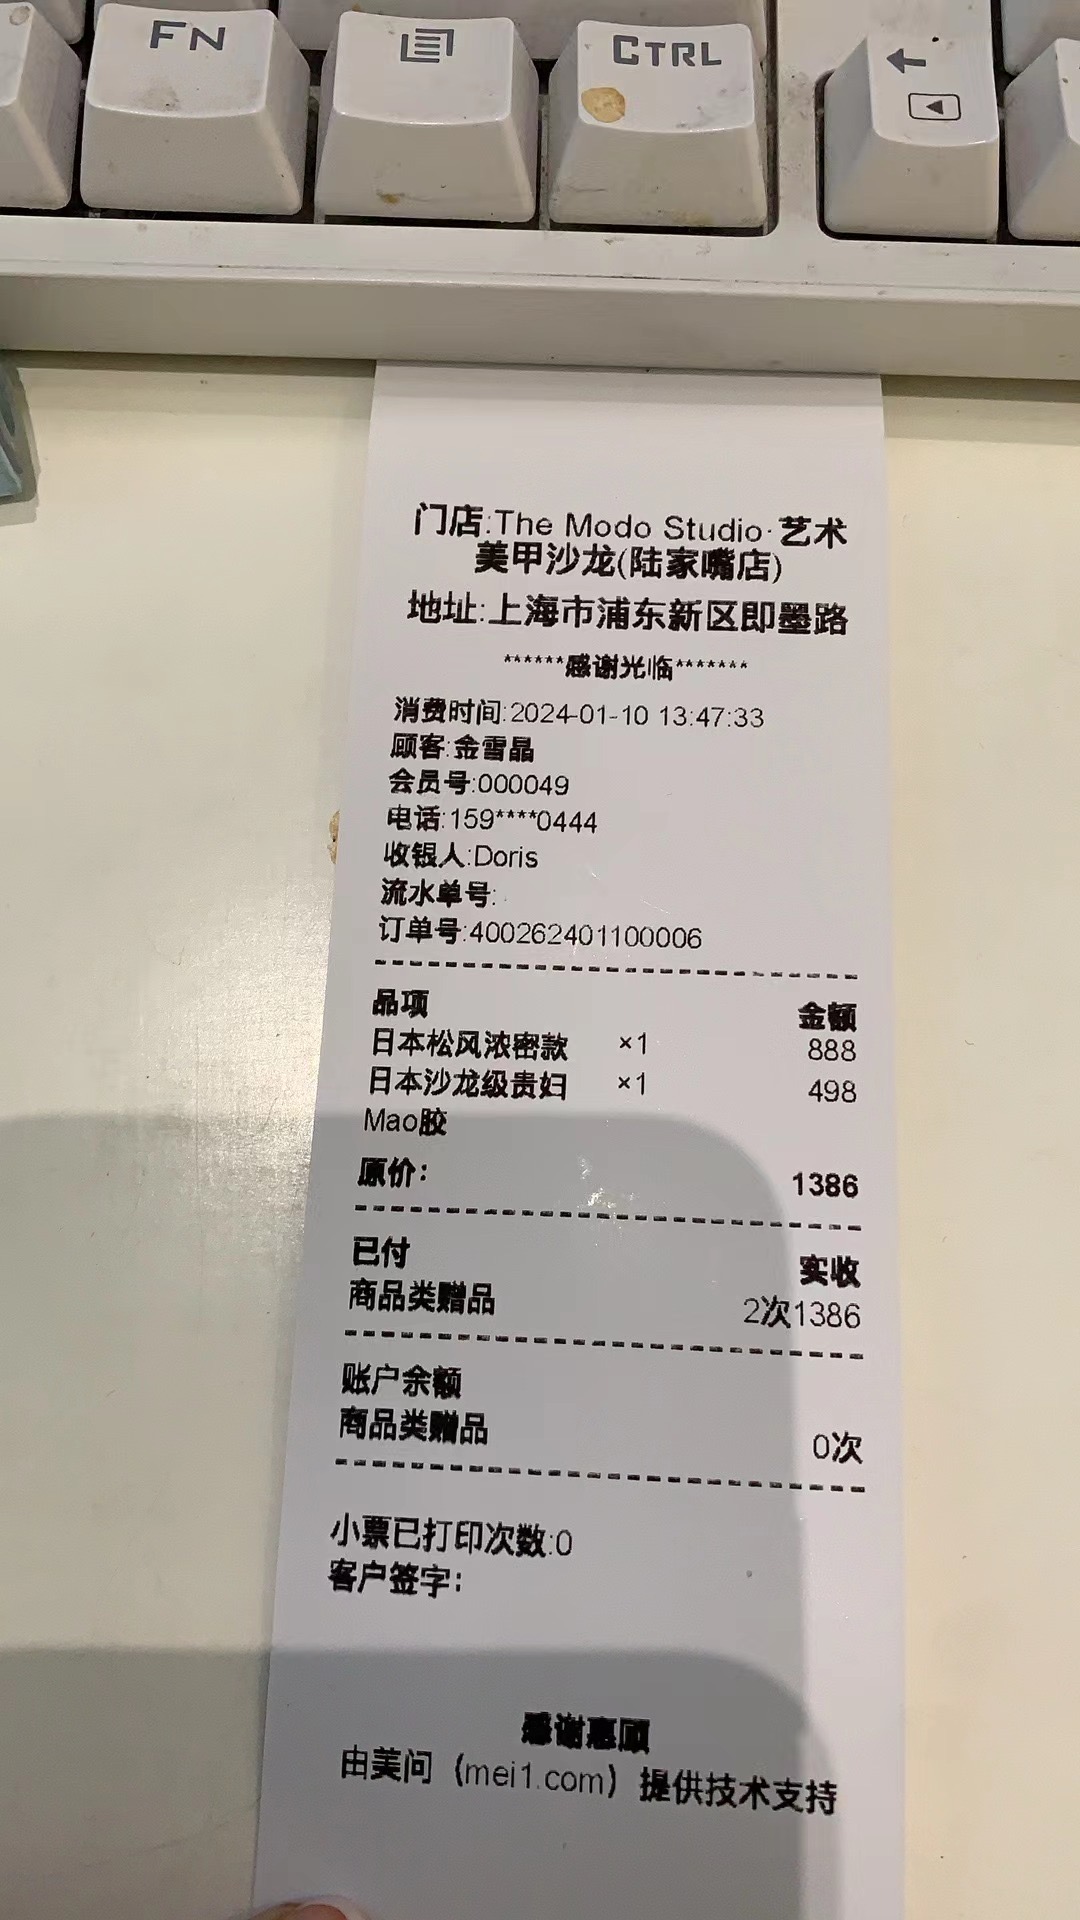 FN
CTRL
←
门店:The Modo Studio·艺术
美甲沙龙(陆家嘴店)
地址:上海市浦东新区即墨路
******感谢光临*******
消费时间:2024-01-10 13:47:33
顾客:金雪晶
会员号:000049
电话:159****0444
收银人:Doris
流水单号:
订单号:400262401100006
品项 金额
日本松风浓密款 ×1 888
日本沙龙级贵妇 ×1 498
Mao胶
原价: 1386
已付 实收
商品类赠品 2次1386
账户余额
商品类赠品 0次
小票已打印次数:0
客户签字:
感谢惠顾
由美问（mei1.com）提供技术支持